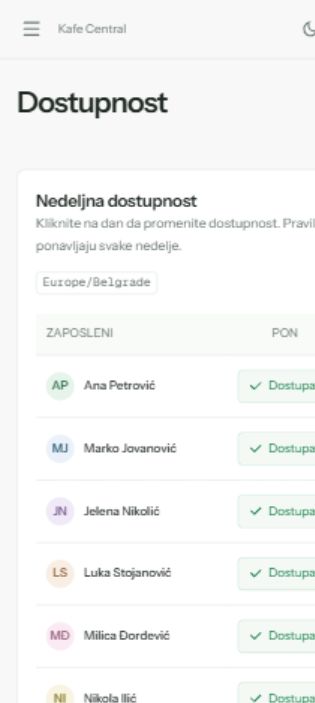 Kafe Central
Dostupnost
Nedeljna dostupnost
Kliknite na dan da promenite dostupnost. Pravil
ponavljaju svake nedelje.
Europe/Belgrade
ZAPOSLENI PON
AP Ana Petrović ✓ Dostupa
MJ Marko Jovanović ✓ Dostupa
JN Jelena Nikolić ✓ Dostupa
LS Luka Stojanović ✓ Dostupa
MĐ Milica Đorđević ✓ Dostupa
NI Nikola Ilić ✓ Dostupa